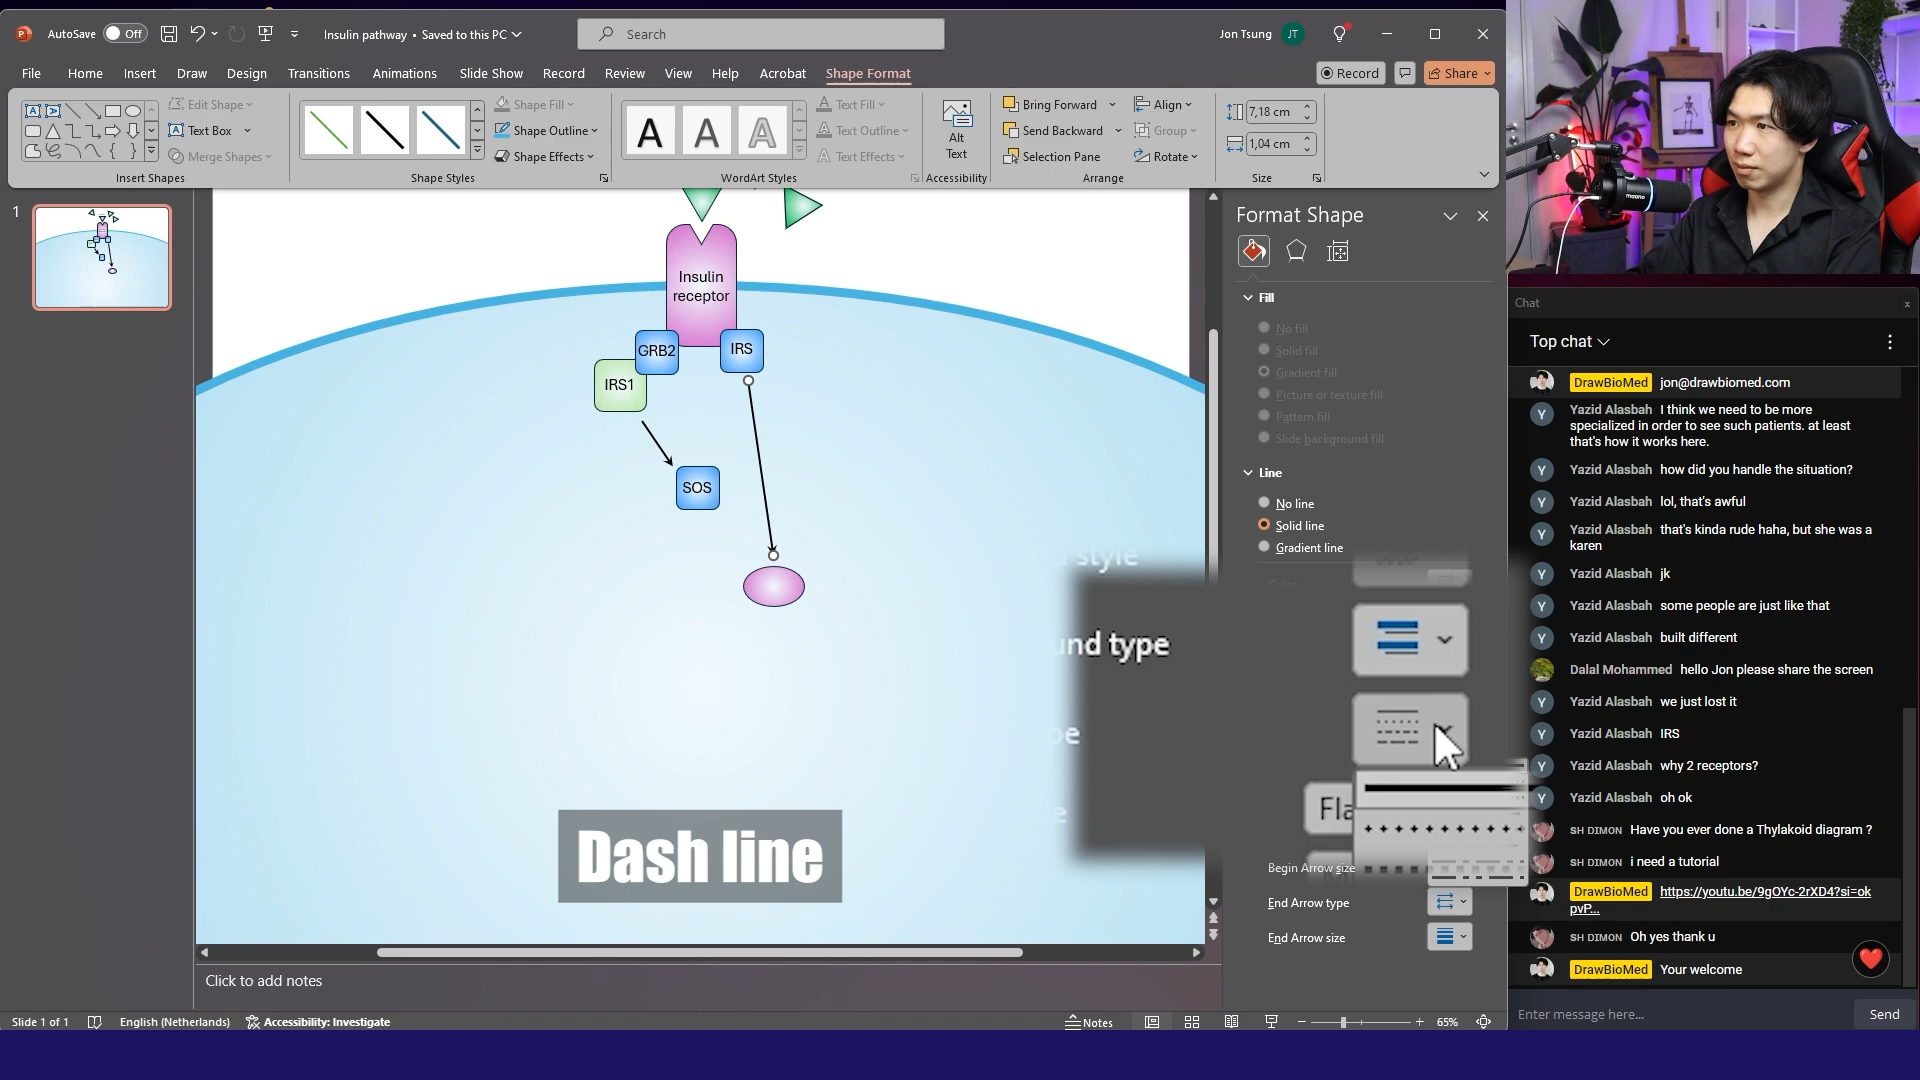 AutoSave Off
Insulin pathway • Saved to this PC
Search
Jon Tsung JT
File Home Insert Draw Design Transitions Animations Slide Show Record Review View Help Acrobat Shape Format
Record Share
Edit Shape
Text Box
Merge Shapes
Insert Shapes
Shape Fill
Shape Outline
Shape Effects
Shape Styles
A A A
Text Fill
Text Outline
Text Effects
WordArt Styles
Alt
Text
Accessibility
Bring Forward
Send Backward
Selection Pane
Align
Group
Rotate
Arrange
7,18 cm
1,04 cm
Size
1
Insulin
receptor
GRB2
IRS
IRS1
SOS
Dash line
Format Shape
Fill
No fill
Solid fill
Gradient fill
Picture or texture fill
Pattern fill
Slide background fill
Line
No line
Solid line
Gradient line
style
und type
Fla
Begin Arrow size
End Arrow type
End Arrow size
Click to add notes
Slide 1 of 1
English (Netherlands)
Accessibility: Investigate
Notes
65%
Chat x
Top chat
DrawBioMed jon@drawbiomed.com
Y Yazid Alasbah I think we need to be more
specialized in order to see such patients. at least
that's how it works here.
Y Yazid Alasbah how did you handle the situation?
Y Yazid Alasbah lol, that's awful
Y Yazid Alasbah that's kinda rude haha, but she was a
karen
Y Yazid Alasbah jk
Y Yazid Alasbah some people are just like that
Y Yazid Alasbah built different
Dalal Mohammed hello Jon please share the screen
Y Yazid Alasbah we just lost it
Y Yazid Alasbah IRS
Y Yazid Alasbah why 2 receptors?
Y Yazid Alasbah oh ok
SH DIMON Have you ever done a Thylakoid diagram ?
SH DIMON i need a tutorial
DrawBioMed https://youtu.be/9gOYc-2rXD4?si=ok
pvP...
SH DIMON Oh yes thank u
DrawBioMed Your welcome
Enter message here...
Send